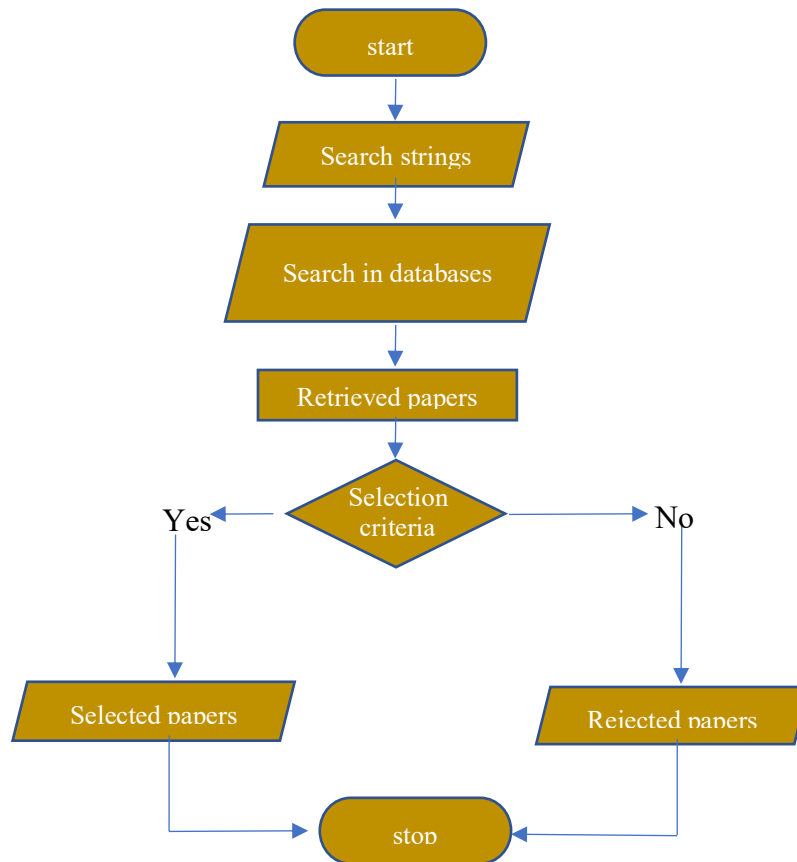 start
Search strings
Search in databases
Retrieved papers
Selection
criteria
Yes
No
Selected papers
Rejected papers
stop